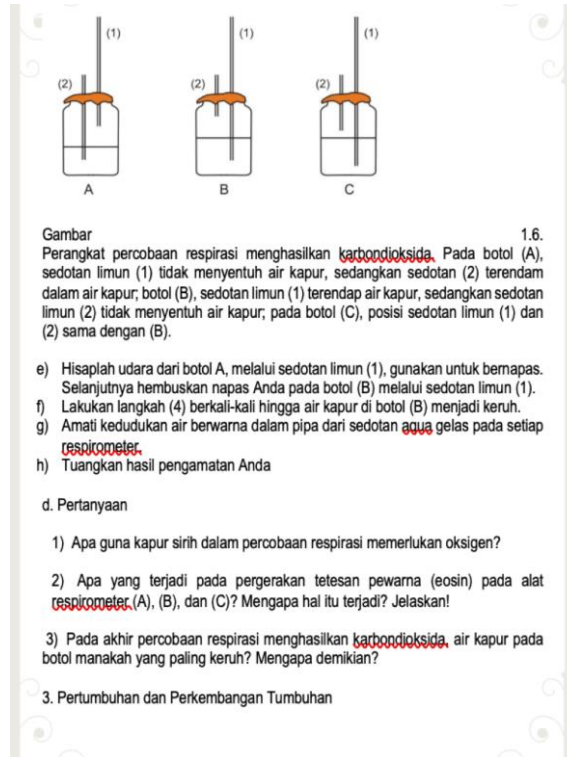 (1) (1) (1)
(2) (2) (2)
A B C
Gambar 1.6.
Perangkat percobaan respirasi menghasilkan karbondioksida. Pada botol (A),
sedotan limun (1) tidak menyentuh air kapur, sedangkan sedotan (2) terendam
dalam air kapur; botol (B), sedotan limun (1) terendap air kapur, sedangkan sedotan
limun (2) tidak menyentuh air kapur; pada botol (C), posisi sedotan limun (1) dan
(2) sama dengan (B).
e) Hisaplah udara dari botol A, melalui sedotan limun (1), gunakan untuk bernapas.
Selanjutnya hembuskan napas Anda pada botol (B) melalui sedotan limun (1).
f) Lakukan langkah (4) berkali-kali hingga air kapur di botol (B) menjadi keruh.
g) Amati kedudukan air berwarna dalam pipa dari sedotan aqua gelas pada setiap
respirometer.
h) Tuangkan hasil pengamatan Anda
d. Pertanyaan
1) Apa guna kapur sirih dalam percobaan respirasi memerlukan oksigen?
2) Apa yang terjadi pada pergerakan tetesan pewarna (eosin) pada alat
respirometer (A), (B), dan (C)? Mengapa hal itu terjadi? Jelaskan!
3) Pada akhir percobaan respirasi menghasilkan karbondioksida, air kapur pada
botol manakah yang paling keruh? Mengapa demikian?
3. Pertumbuhan dan Perkembangan Tumbuhan